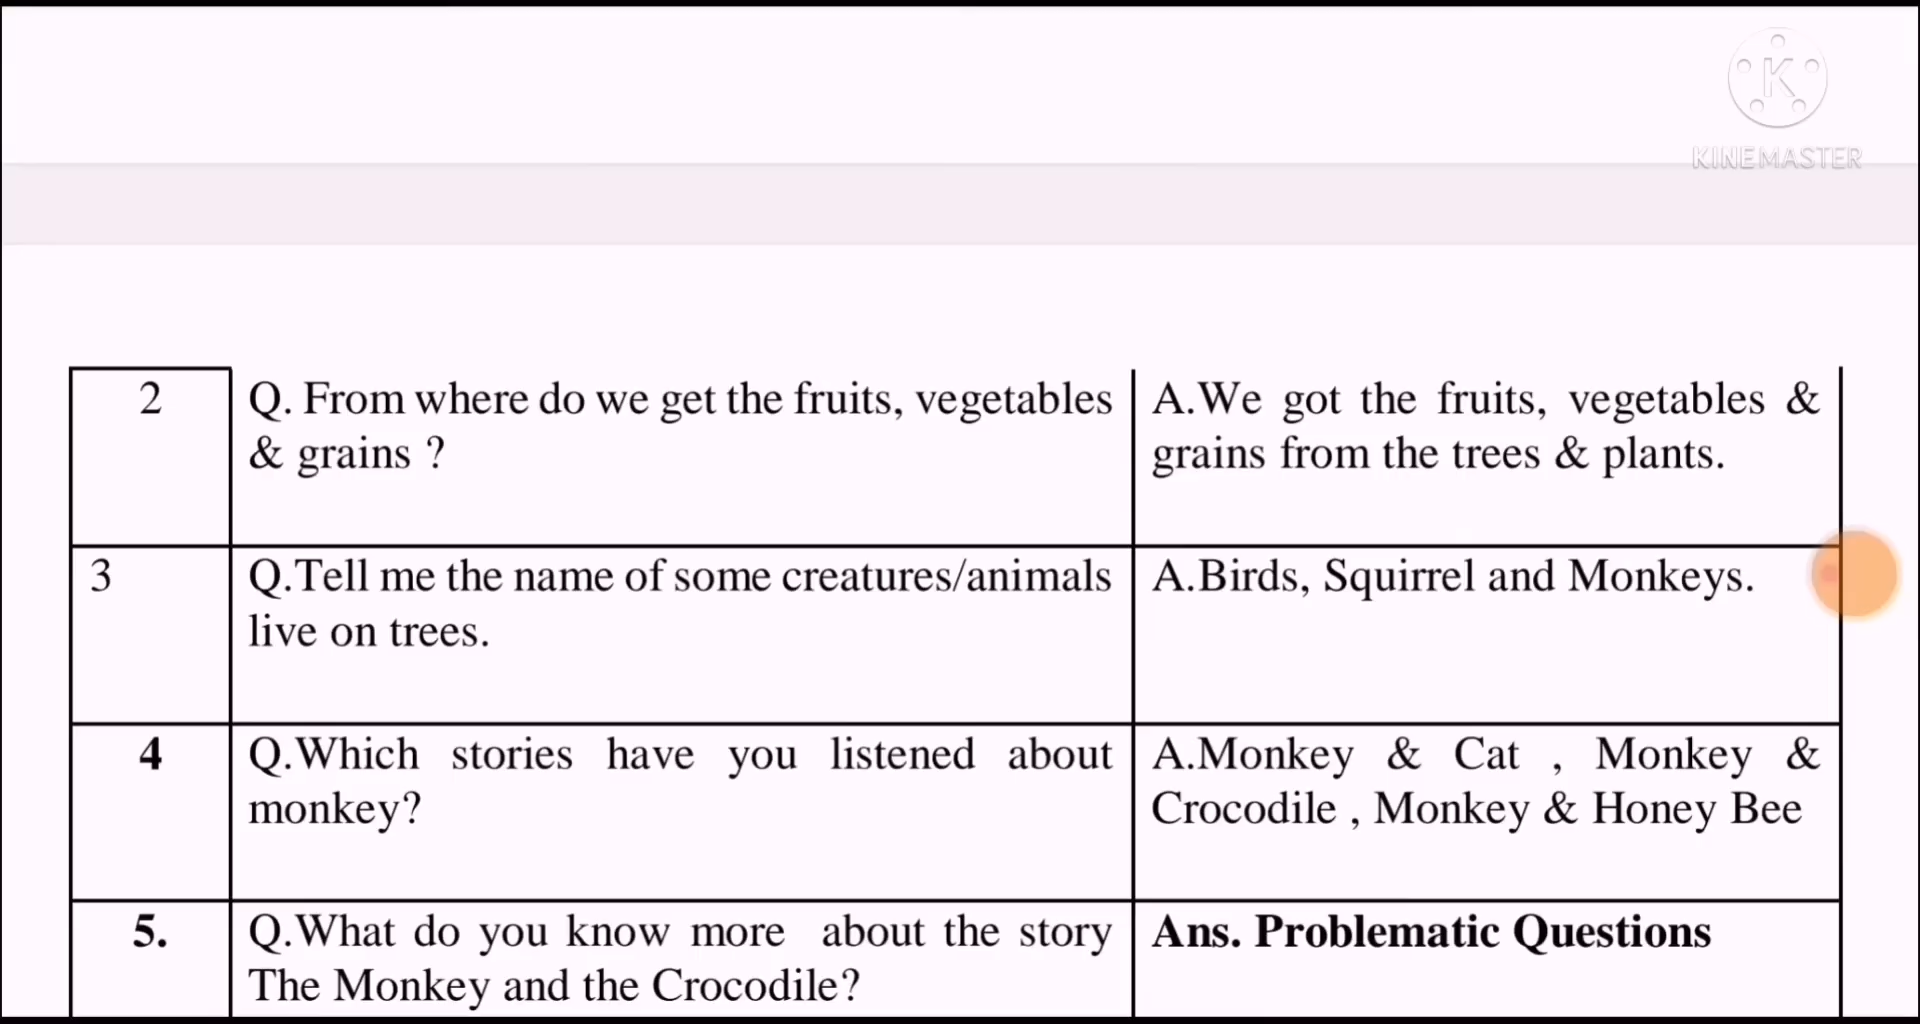 K
KINEMASTER
2
Q. From where do we get the fruits, vegetables
& grains ?
A.We got the fruits, vegetables &
grains from the trees & plants.
3
Q.Tell me the name of some creatures/animals
live on trees.
A.Birds, Squirrel and Monkeys.
4
Q.Which stories have you listened about
monkey?
A.Monkey & Cat , Monkey &
Crocodile , Monkey & Honey Bee
5.
Q.What do you know more about the story
The Monkey and the Crocodile?
Ans. Problematic Questions